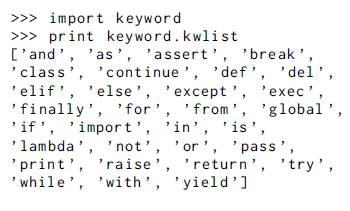 >>> import keyword
>>> print keyword.kwlist
['and', 'as', 'assert', 'break',
'class', 'continue', 'def', 'del',
'elif', 'else', 'except', 'exec',
'finally', 'for', 'from', 'global',
'if', 'import', 'in', 'is',
'lambda', 'not', 'or', 'pass',
'print', 'raise', 'return', 'try',
'while', 'with', 'yield']